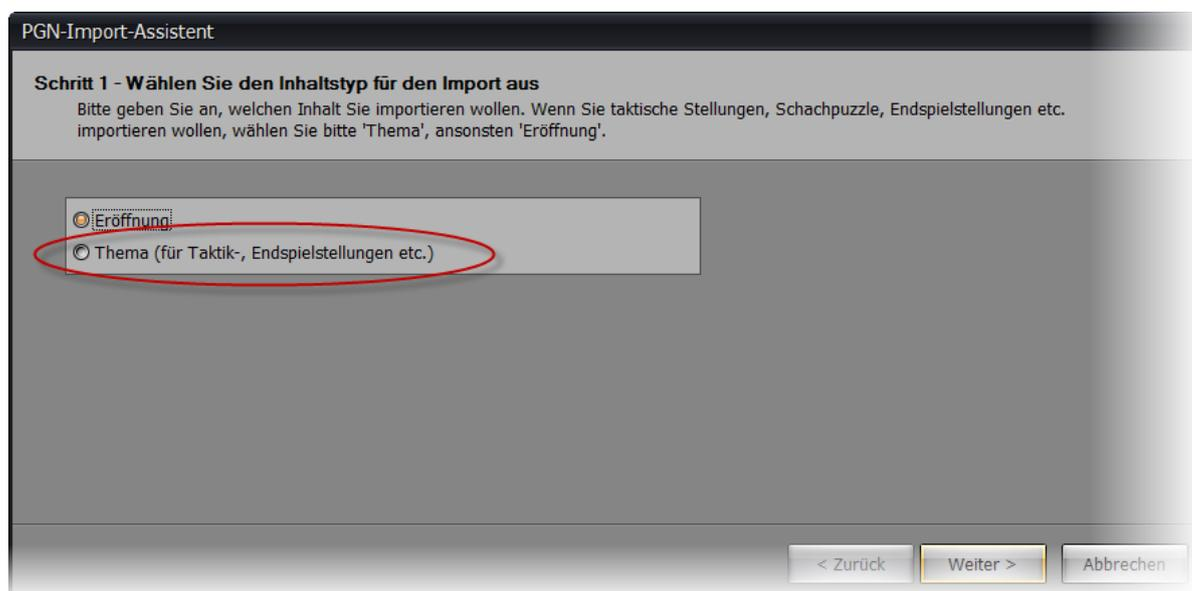 PGN-Import-Assistent
Schritt 1 - Wählen Sie den Inhaltstyp für den Import aus
Bitte geben Sie an, welchen Inhalt Sie importieren wollen. Wenn Sie taktische Stellungen, Schachpuzzle, Endspielstellungen etc.
importieren wollen, wählen Sie bitte 'Thema', ansonsten 'Eröffnung'.
Eröffnung
Thema (für Taktik-, Endspielstellungen etc.)
< Zurück Weiter > Abbrechen